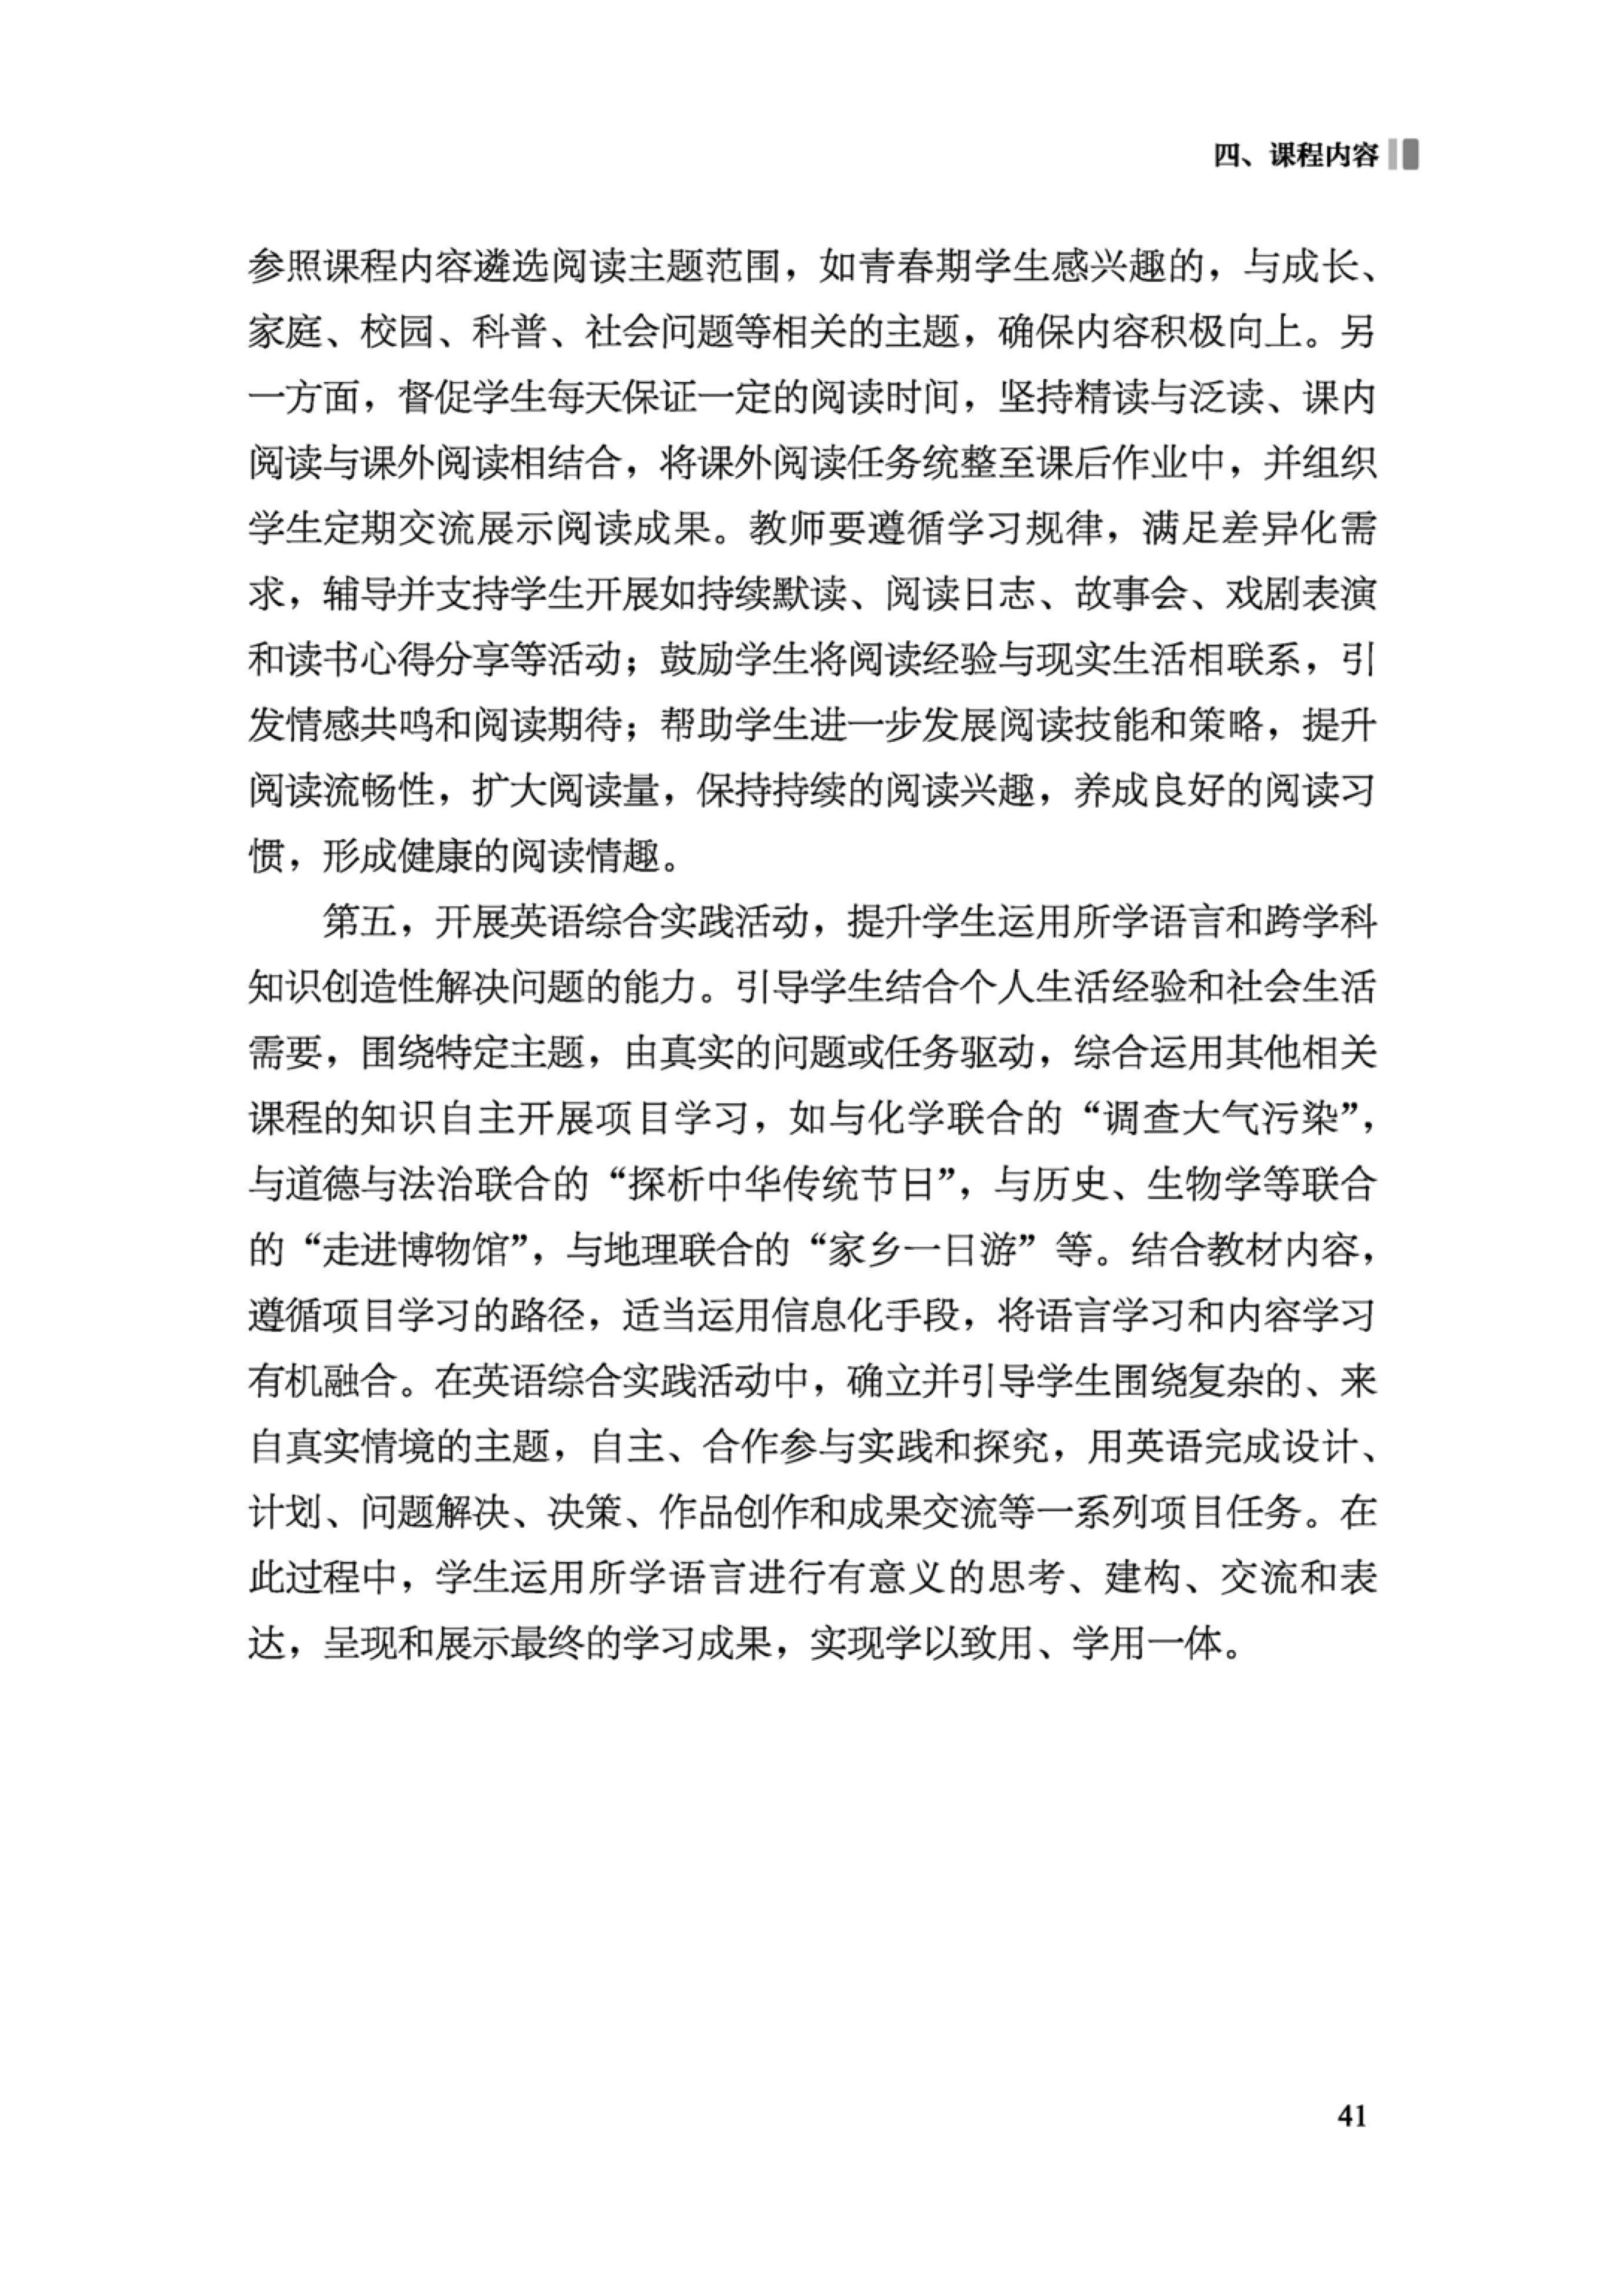 四、课程内容
参照课程内容遴选阅读主题范围，如青春期学生感兴趣的，与成长、
家庭、校园、科普、社会问题等相关的主题，确保内容积极向上。另
一方面，督促学生每天保证一定的阅读时间，坚持精读与泛读、课内
阅读与课外阅读相结合，将课外阅读任务统整至课后作业中，并组织
学生定期交流展示阅读成果。教师要遵循学习规律，满足差异化需
求，辅导并支持学生开展如持续默读、阅读日志、故事会、戏剧表演
和读书心得分享等活动；鼓励学生将阅读经验与现实生活相联系，引
发情感共鸣和阅读期待；帮助学生进一步发展阅读技能和策略，提升
阅读流畅性，扩大阅读量，保持持续的阅读兴趣，养成良好的阅读习
惯，形成健康的阅读情趣。
第五，开展英语综合实践活动，提升学生运用所学语言和跨学科
知识创造性解决问题的能力。引导学生结合个人生活经验和社会生活
需要，围绕特定主题，由真实的问题或任务驱动，综合运用其他相关
课程的知识自主开展项目学习，如与化学联合的“调查大气污染”，
与道德与法治联合的“探析中华传统节日”，与历史、生物学等联合
的“走进博物馆”，与地理联合的“家乡一日游”等。结合教材内容，
遵循项目学习的路径，适当运用信息化手段，将语言学习和内容学习
有机融合。在英语综合实践活动中，确立并引导学生围绕复杂的、来
自真实情境的主题，自主、合作参与实践和探究，用英语完成设计、
计划、问题解决、决策、作品创作和成果交流等一系列项目任务。在
此过程中，学生运用所学语言进行有意义的思考、建构、交流和表
达，呈现和展示最终的学习成果，实现学以致用、学用一体。
41